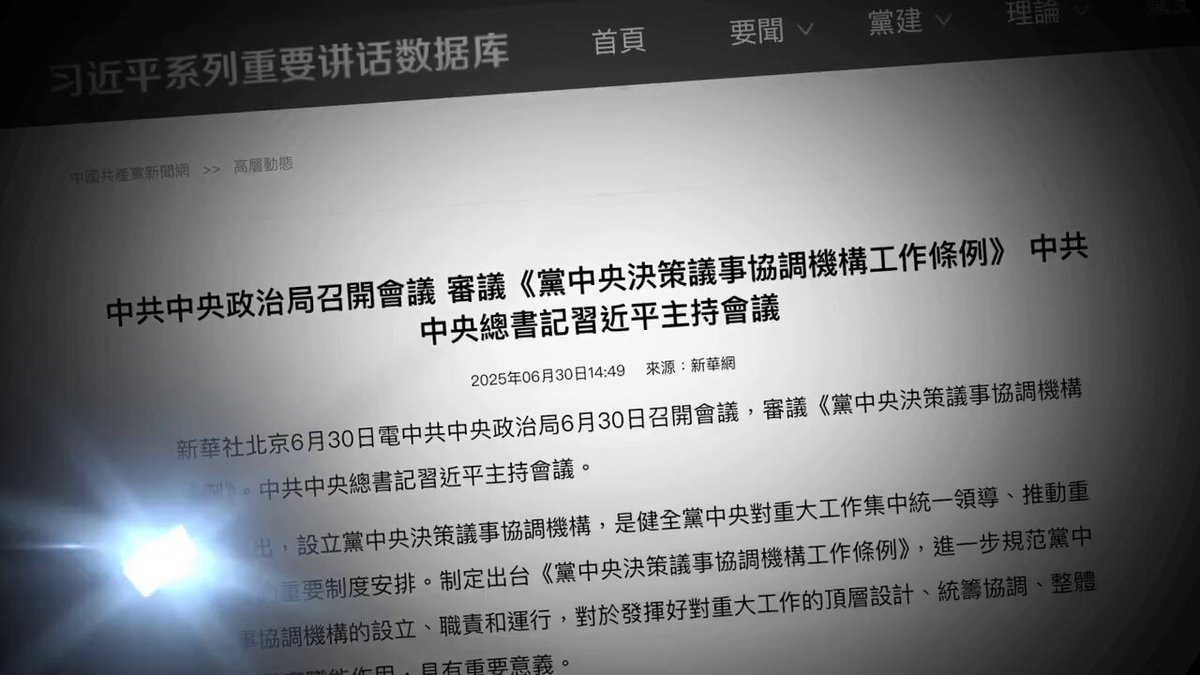 习近平系列重要讲话数据库 首頁 要聞 黨建 理論
中國共產黨新聞網 >> 高層動態
中共中央政治局召開會議 審議《黨中央決策議事協調機構工作條例》 中共
中央總書記習近平主持會議
2025年06月30日14:49 來源：新華網
新華社北京6月30日電中共中央政治局6月30日召開會議，審議《黨中央決策議事協調機構
例》。中共中央總書記習近平主持會議。
出，設立黨中央決策議事協調機構，是健全黨中央對重大工作集中統一領導、推動重
重要制度安排。制定出台《黨中央決策議事協調機構工作條例》，進一步規范黨中
事協調機構的設立、職責和運行，對於發揮好對重大工作的頂層設計、統籌協調、整體
職能作用，具有重要意義。